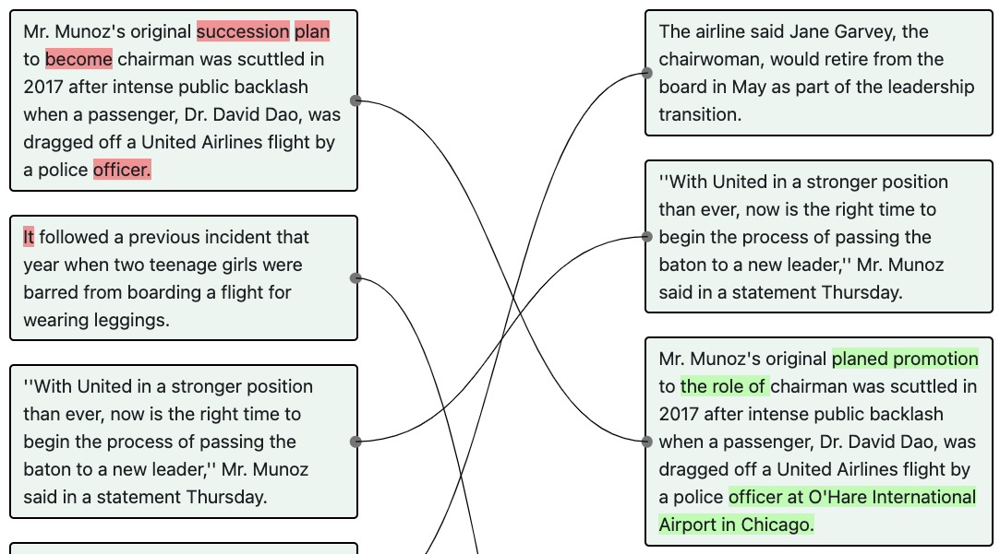 Mr. Munoz's original succession plan
to become chairman was scuttled in
2017 after intense public backlash
when a passenger, Dr. David Dao, was
dragged off a United Airlines flight by
a police officer.
It followed a previous incident that
year when two teenage girls were
barred from boarding a flight for
wearing leggings.
''With United in a stronger position
than ever, now is the right time to
begin the process of passing the
baton to a new leader,'' Mr. Munoz
said in a statement Thursday.
The airline said Jane Garvey, the
chairwoman, would retire from the
board in May as part of the leadership
transition.
''With United in a stronger position
than ever, now is the right time to
begin the process of passing the
baton to a new leader,'' Mr. Munoz
said in a statement Thursday.
Mr. Munoz's original planed promotion
to the role of chairman was scuttled in
2017 after intense public backlash
when a passenger, Dr. David Dao, was
dragged off a United Airlines flight by
a police officer at O'Hare International
Airport in Chicago.